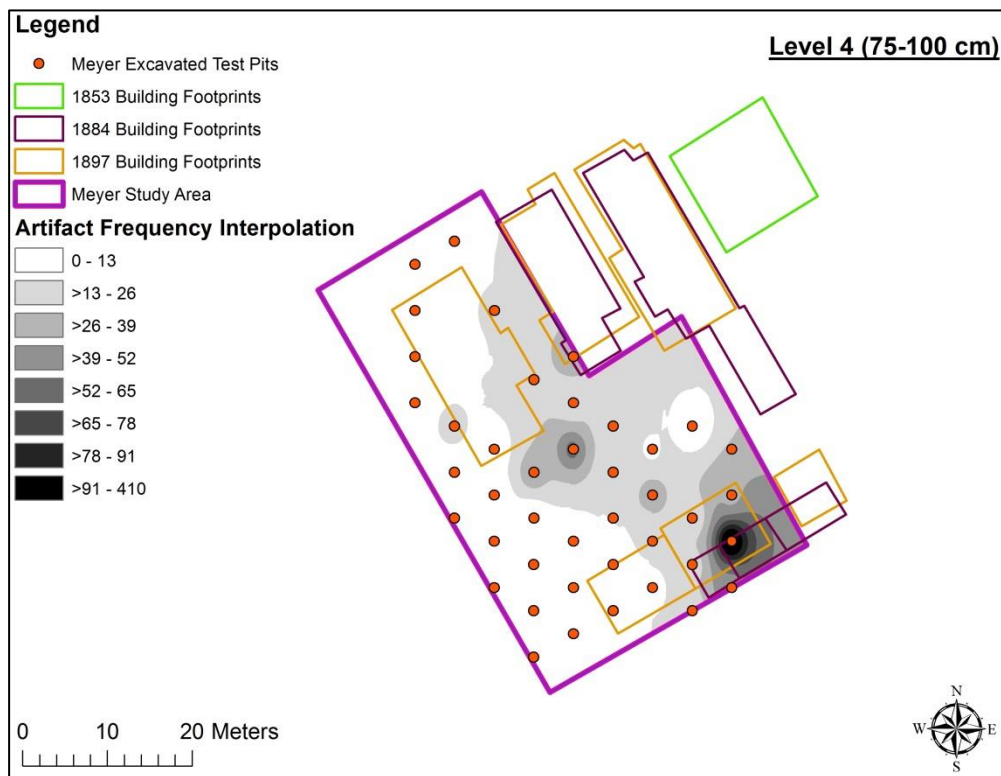 Legend
Meyer Excavated Test Pits
1853 Building Footprints
1884 Building Footprints
1897 Building Footprints
Meyer Study Area
Artifact Frequency Interpolation
0 - 13
>13 - 26
>26 - 39
>39 - 52
>52 - 65
>65 - 78
>78 - 91
>91 - 410
Level 4 (75-100 cm)
0 10 20 Meters
N
W E
S